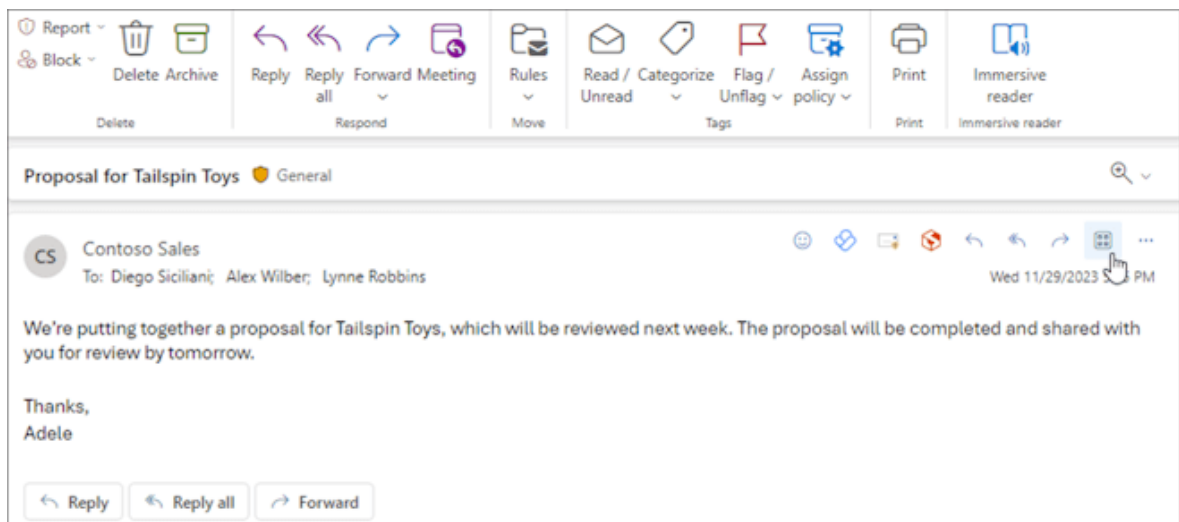 Report
Block
Delete Archive
Reply Reply all Forward Meeting
Rules
Read / Unread Categorize Flag / Unflag Assign policy
Print
Immersive reader
Delete Respond Move Tags Print Immersive reader
Proposal for Tailspin Toys General
CS Contoso Sales
To: Diego Siciliani; Alex Wilber; Lynne Robbins
Wed 11/29/2023 PM
We're putting together a proposal for Tailspin Toys, which will be reviewed next week. The proposal will be completed and shared with
you for review by tomorrow.
Thanks,
Adele
Reply Reply all Forward